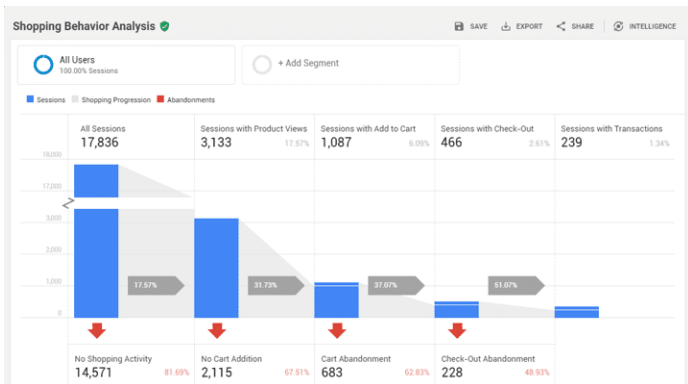 Shopping Behavior Analysis
SAVE EXPORT SHARE INTELLIGENCE
All Users
100.00% Sessions
+ Add Segment
Sessions Shopping Progression Abandonments
All Sessions
17,836
Sessions with Product Views
3,133 17.57%
Sessions with Add to Cart
1,087 6.09%
Sessions with Check-Out
466 2.61%
Sessions with Transactions
239 1.34%
18,000
17,000
3,000
2,000
1,000
0
17.57% 31.73% 37.07% 51.07%
No Shopping Activity
14,571 81.69%
No Cart Addition
2,115 67.51%
Cart Abandonment
683 62.83%
Check-Out Abandonment
228 48.93%